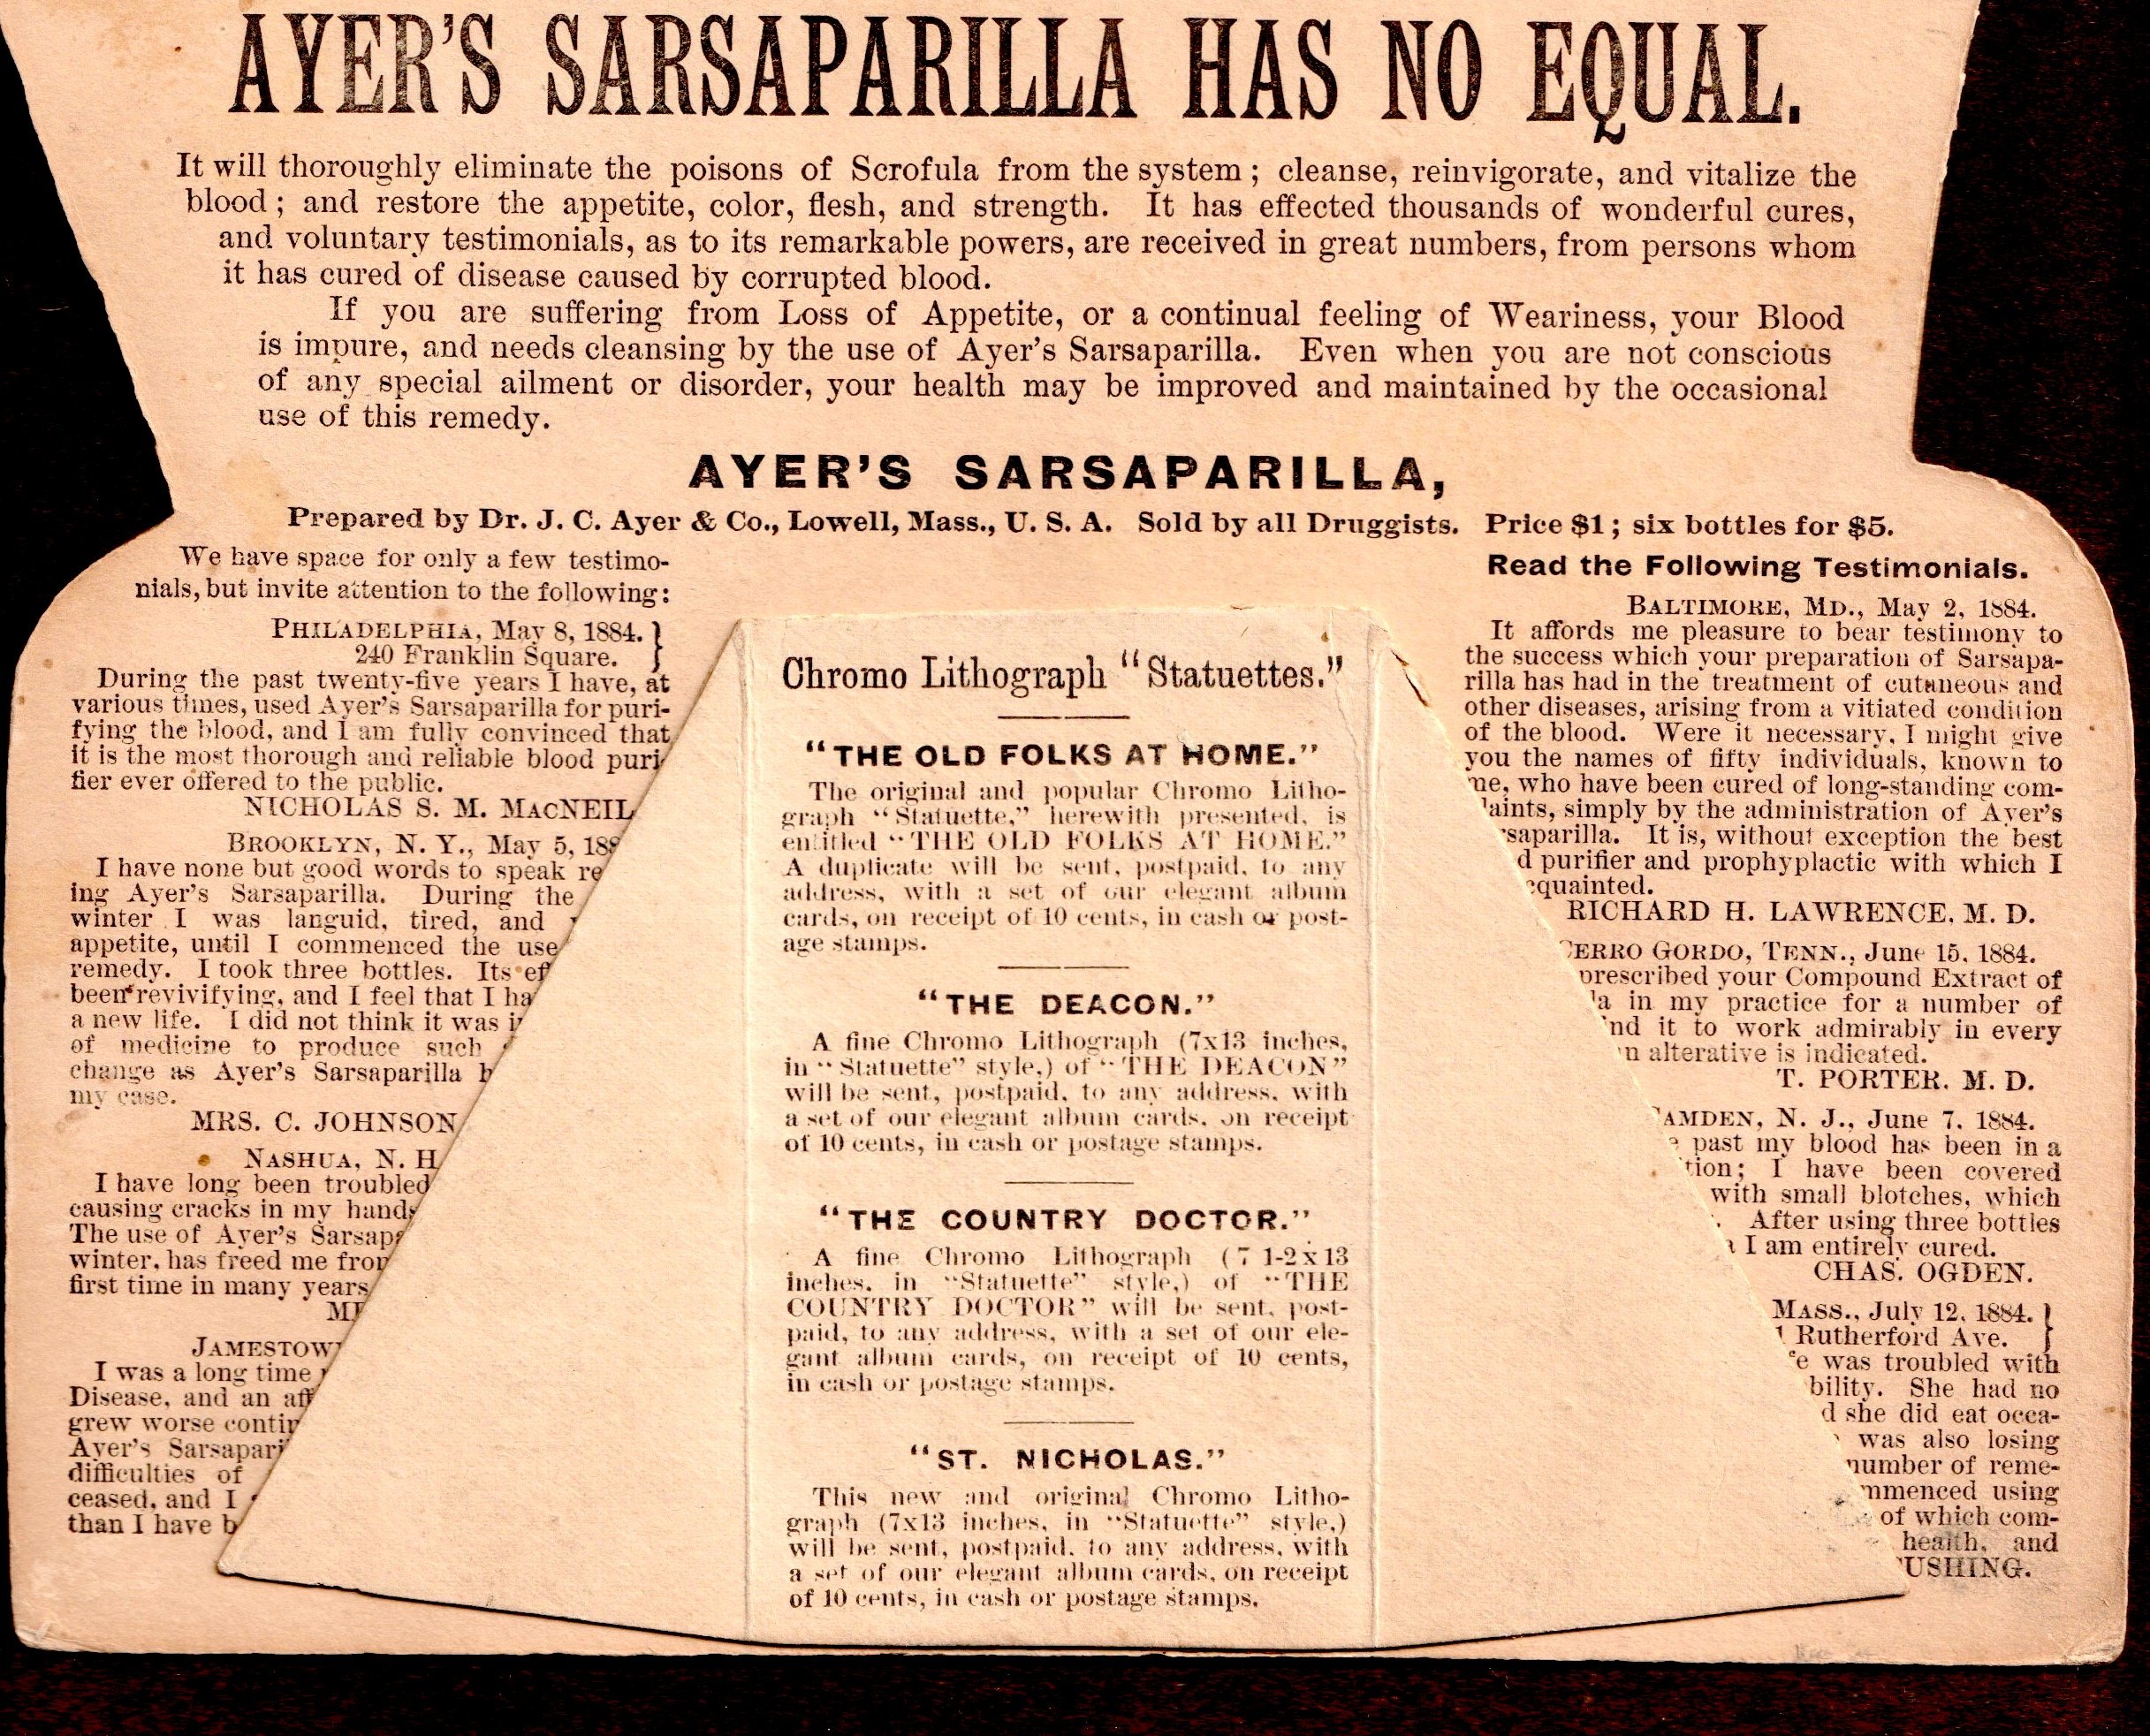 AYER'S SARSAPARILLA HAS NO EQUAL.
It will thoroughly eliminate the poisons of Scrofula from the system; cleanse, reinvigorate, and vitalize the
blood; and restore the appetite, color, flesh, and strength. It has effected thousands of wonderful cures,
and voluntary testimonials, as to its remarkable powers, are received in great numbers, from persons whom
it has cured of disease caused by corrupted blood.
If you are suffering from Loss of Appetite, or a continual feeling of Weariness, your Blood
is impure, and needs cleansing by the use of Ayer's Sarsaparilla. Even when you are not conscious
of any special ailment or disorder, your health may be improved and maintained by the occasional
use of this remedy.
AYER'S SARSAPARILLA,
Prepared by Dr. J. C. Ayer & Co., Lowell, Mass., U. S. A. Sold by all Druggists. Price $1; six bottles for $5.
We have space for only a few testimo-
nials, but invite attention to the following:
PHILADELPHIA, May 8, 1884.
240 Franklin Square.
During the past twenty-five years I have, at
various times, used Ayer's Sarsaparilla for puri-
fying the blood, and I am fully convinced that
it is the most thorough and reliable blood puri-
fier ever offered to the public.
NICHOLAS S. M. MACNEIL
BROOKLYN, N. Y., May 5, 188
I have none but good words to speak re
ing Ayer's Sarsaparilla. During the
winter I was languid, tired, and
appetite, until I commenced the use
remedy. I took three bottles. Its ef
been revivifying, and I feel that I ha
a new life. I did not think it was i
of medicine to produce such
change as Ayer's Sarsaparilla h
my case.
MRS. C. JOHNSON
NASHUA, N. H
I have long been troubled
causing cracks in my hands
The use of Ayer's Sarsapa
winter, has freed me from
first time in many years
MR
JAMESTOW
I was a long time
Disease, and an aff
grew worse contin
Ayer's Sarsapari
difficulties of
ceased, and I
than I have b
Chromo Lithograph "Statuettes."
"THE OLD FOLKS AT HOME."
The original and popular Chromo Litho-
graph "Statuette," herewith presented, is
entitled "THE OLD FOLKS AT HOME."
A duplicate will be sent, postpaid, to any
address, with a set of our elegant album
cards, on receipt of 10 cents, in cash or post-
age stamps.
"THE DEACON."
A fine Chromo Lithograph (7x13 inches,
in "Statuette" style,) of "THE DEACON"
will be sent, postpaid, to any address, with
a set of our elegant album cards, on receipt
of 10 cents, in cash or postage stamps.
"THE COUNTRY DOCTOR."
A fine Chromo Lithograph (7 1-2x13
inches, in "Statuette" style,) of "THE
COUNTRY DOCTOR" will be sent, post-
paid, to any address, with a set of our ele-
gant album cards, on receipt of 10 cents,
in cash or postage stamps.
"ST. NICHOLAS."
This new and original Chromo Litho-
graph (7x13 inches, in "Statuette" style,)
will be sent, postpaid, to any address, with
a set of our elegant album cards, on receipt
of 10 cents, in cash or postage stamps.
Read the Following Testimonials.
BALTIMORE, MD., May 2, 1884.
It affords me pleasure to bear testimony to
the success which your preparation of Sarsapa-
rilla has had in the treatment of cutaneous and
other diseases, arising from a vitiated condition
of the blood. Were it necessary, I might give
you the names of fifty individuals, known to
me, who have been cured of long-standing com-
laints, simply by the administration of Ayer's
rsaparilla. It is, without exception the best
d purifier and prophyplactic with which I
cquainted.
RICHARD H. LAWRENCE, M. D.
CERRO GORDO, TENN., June 15, 1884.
prescribed your Compound Extract of
la in my practice for a number of
nd it to work admirably in every
n alterative is indicated.
T. PORTER, M. D.
CAMDEN, N. J., June 7, 1884.
e past my blood has been in a
tion; I have been covered
with small blotches, which
. After using three bottles
a I am entirely cured.
CHAS. OGDEN.
MASS., July 12, 1884.
1 Rutherford Ave.
e was troubled with
bility. She had no
d she did eat occa-
was also losing
number of reme-
mmenced using
of which com-
health, and
USHING.